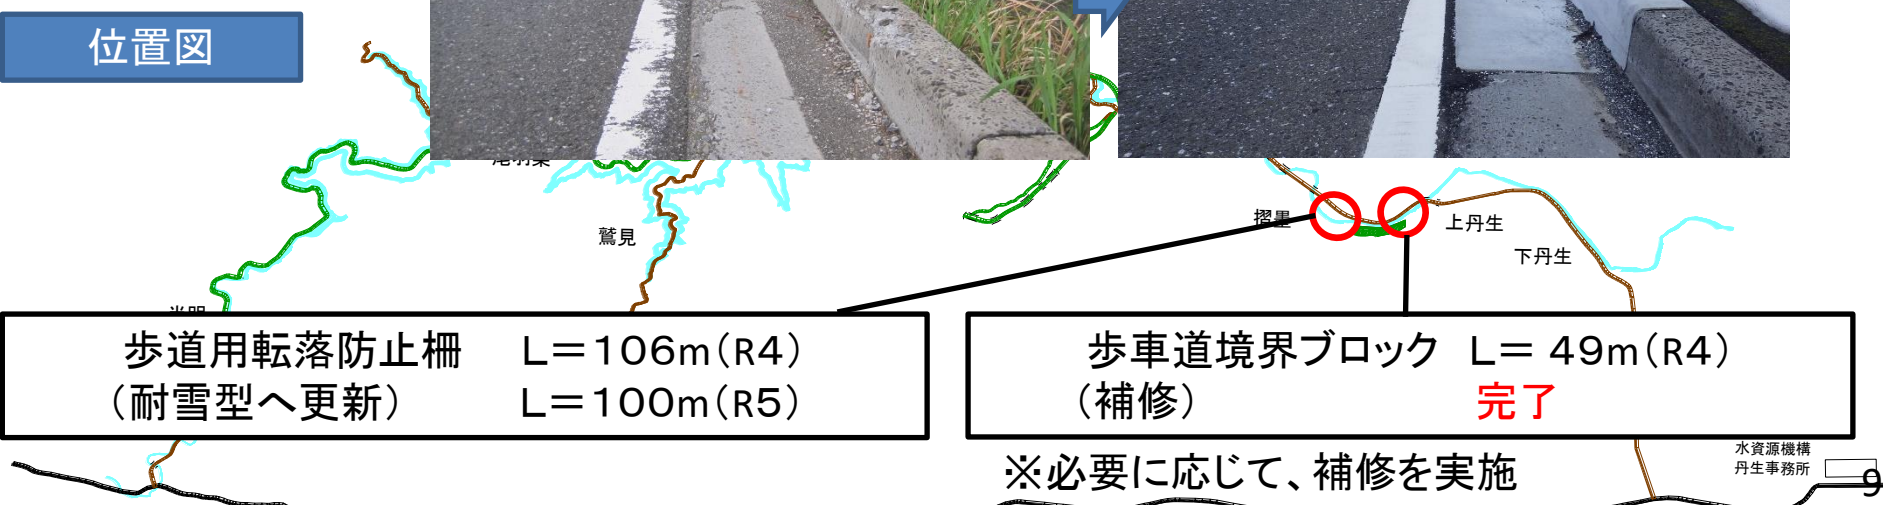 位置図
鷲見
摺墨
上丹生
下丹生
歩道用転落防止柵 L＝106m（R4）
（耐雪型へ更新） L＝100m（R5）
歩車道境界ブロック L＝ 49m（R4）
（補修） 完了
※必要に応じて、補修を実施
水資源機構
丹生事務所
9